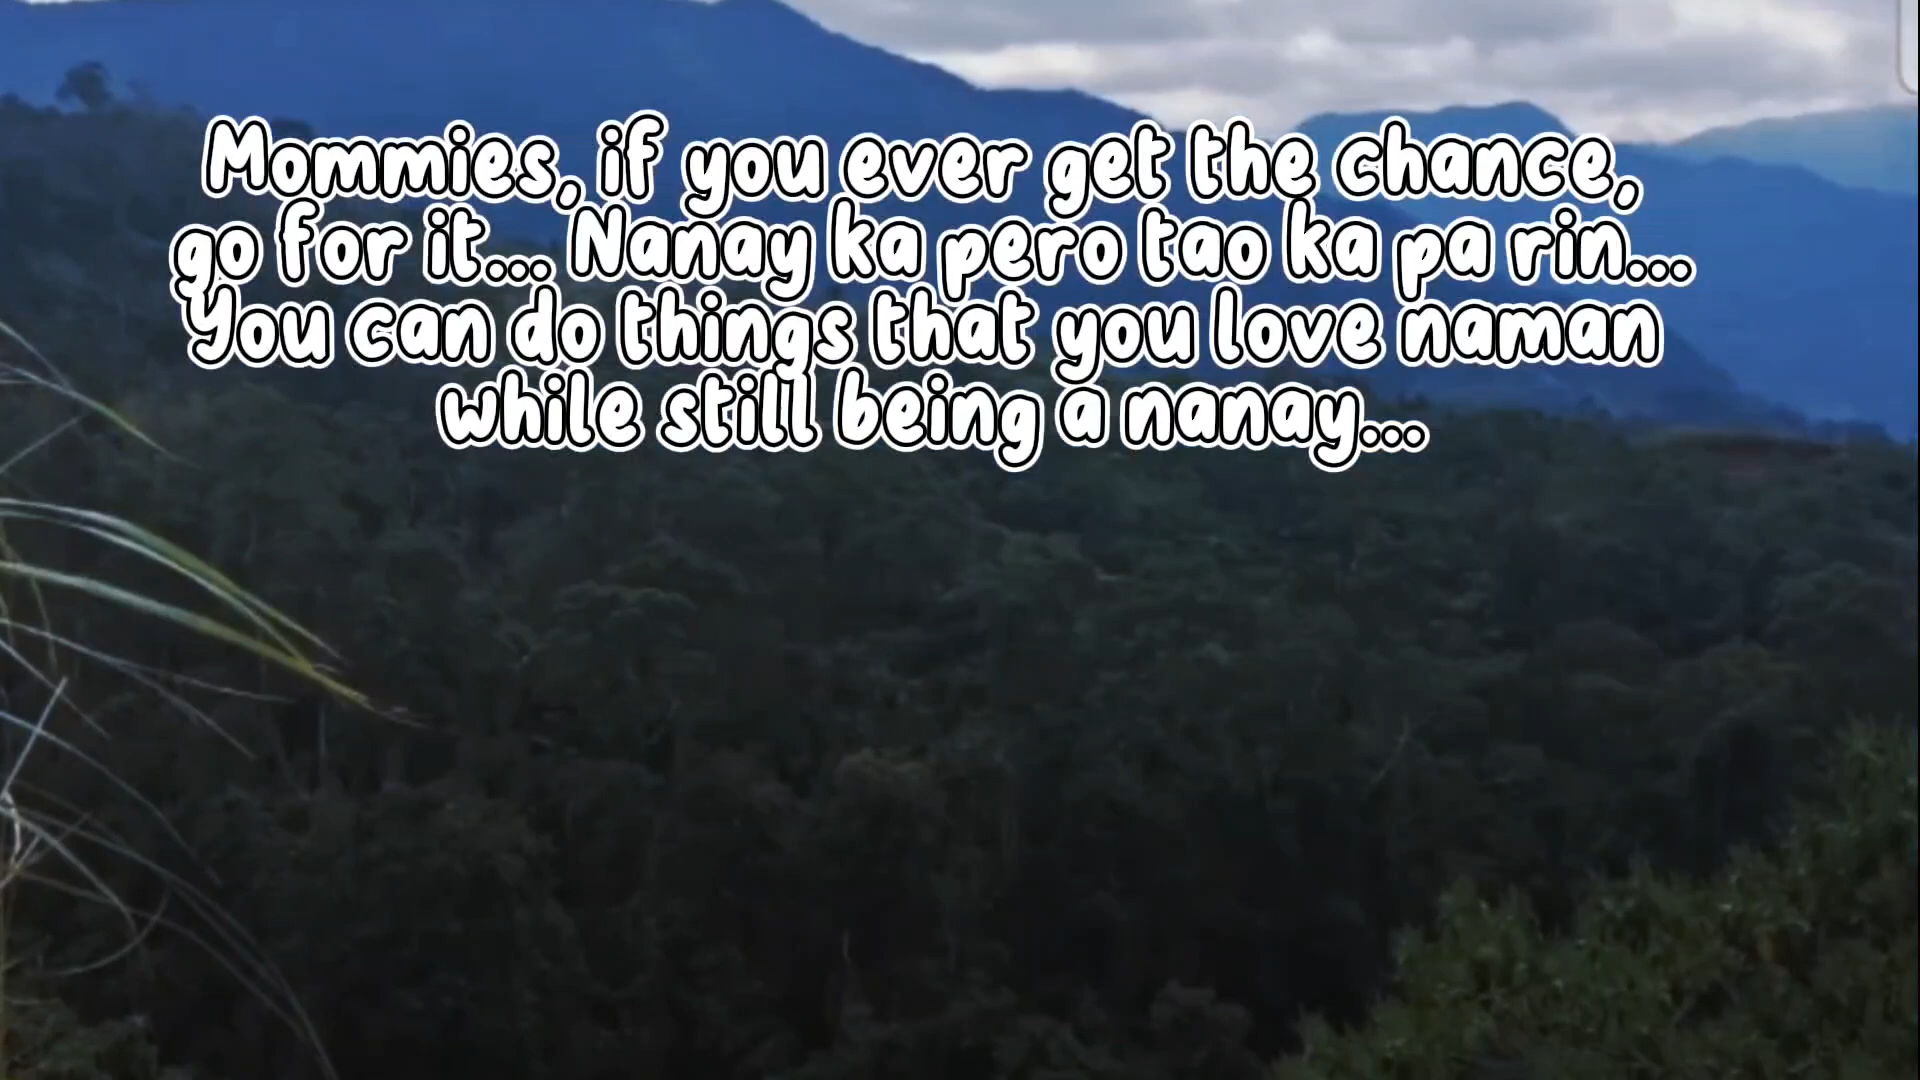 Mommies, if you ever get the chance,
go for it... Nanay ka pero tao ka pa rin...
You can do things that you love naman
while still being a nanay...